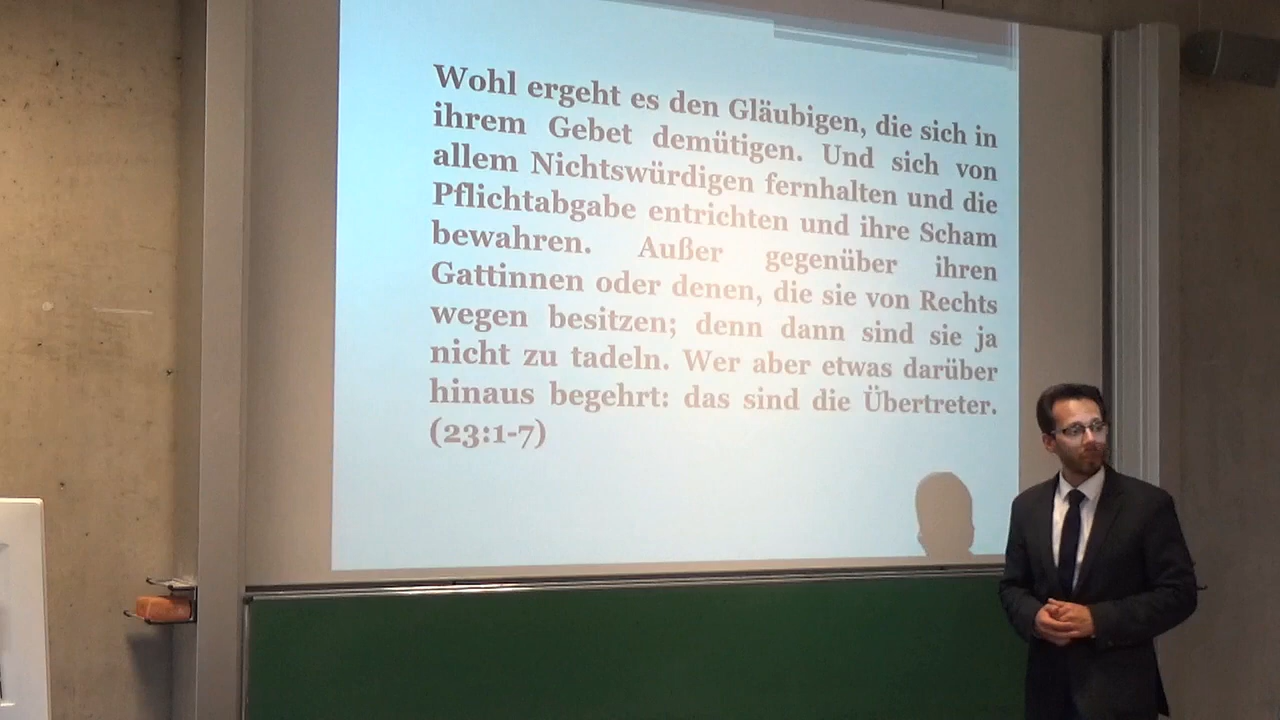 Wohl ergeht es den Gläubigen, die sich in
ihrem Gebet demütigen. Und sich von
allem Nichtswürdigen fernhalten und die
Pflichtabgabe entrichten und ihre Scham
bewahren. Außer gegenüber ihren
Gattinnen oder denen, die sie von Rechts
wegen besitzen; denn dann sind sie ja
nicht zu tadeln. Wer aber etwas darüber
hinaus begehrt: das sind die Übertreter.
(23:1-7)